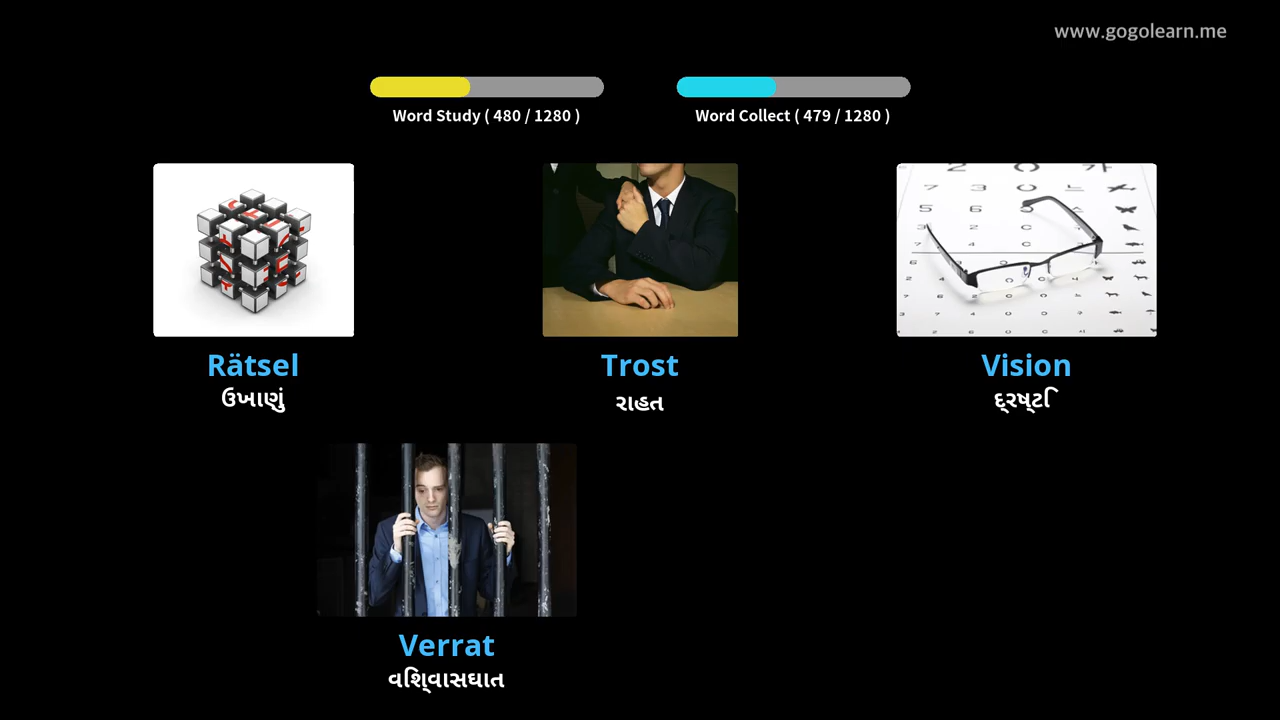 www.gogolearn.me
Word Study ( 480 / 1280 )
Word Collect ( 479 / 1280 )
Rätsel
Trost
Vision
ઉખાણું
રાહત
દ્રષ્ટિ
Verrat
વિશ્વાસઘાત